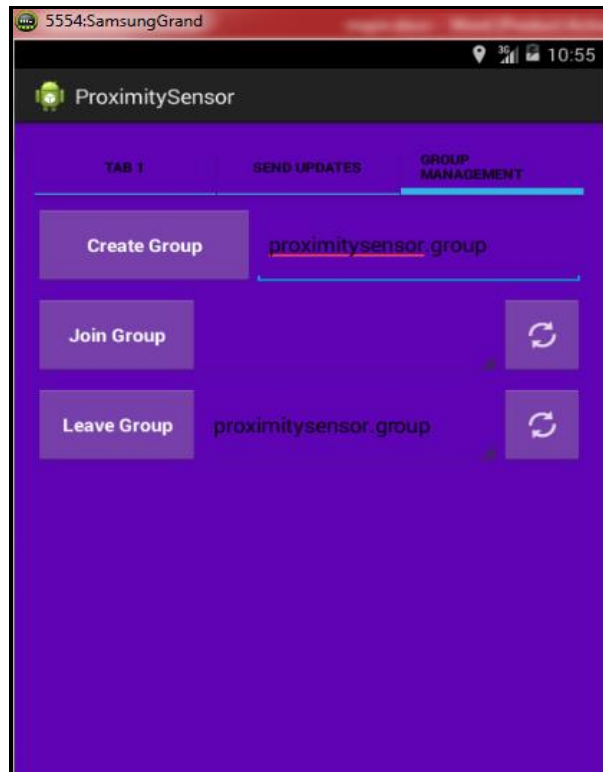 5554:SamsungGrand
3G 10:55
ProximitySensor
TAB 1
SEND UPDATES
GROUP
MANAGEMENT
Create Group
proximitysensor.group
Join Group
Leave Group
proximitysensor.group